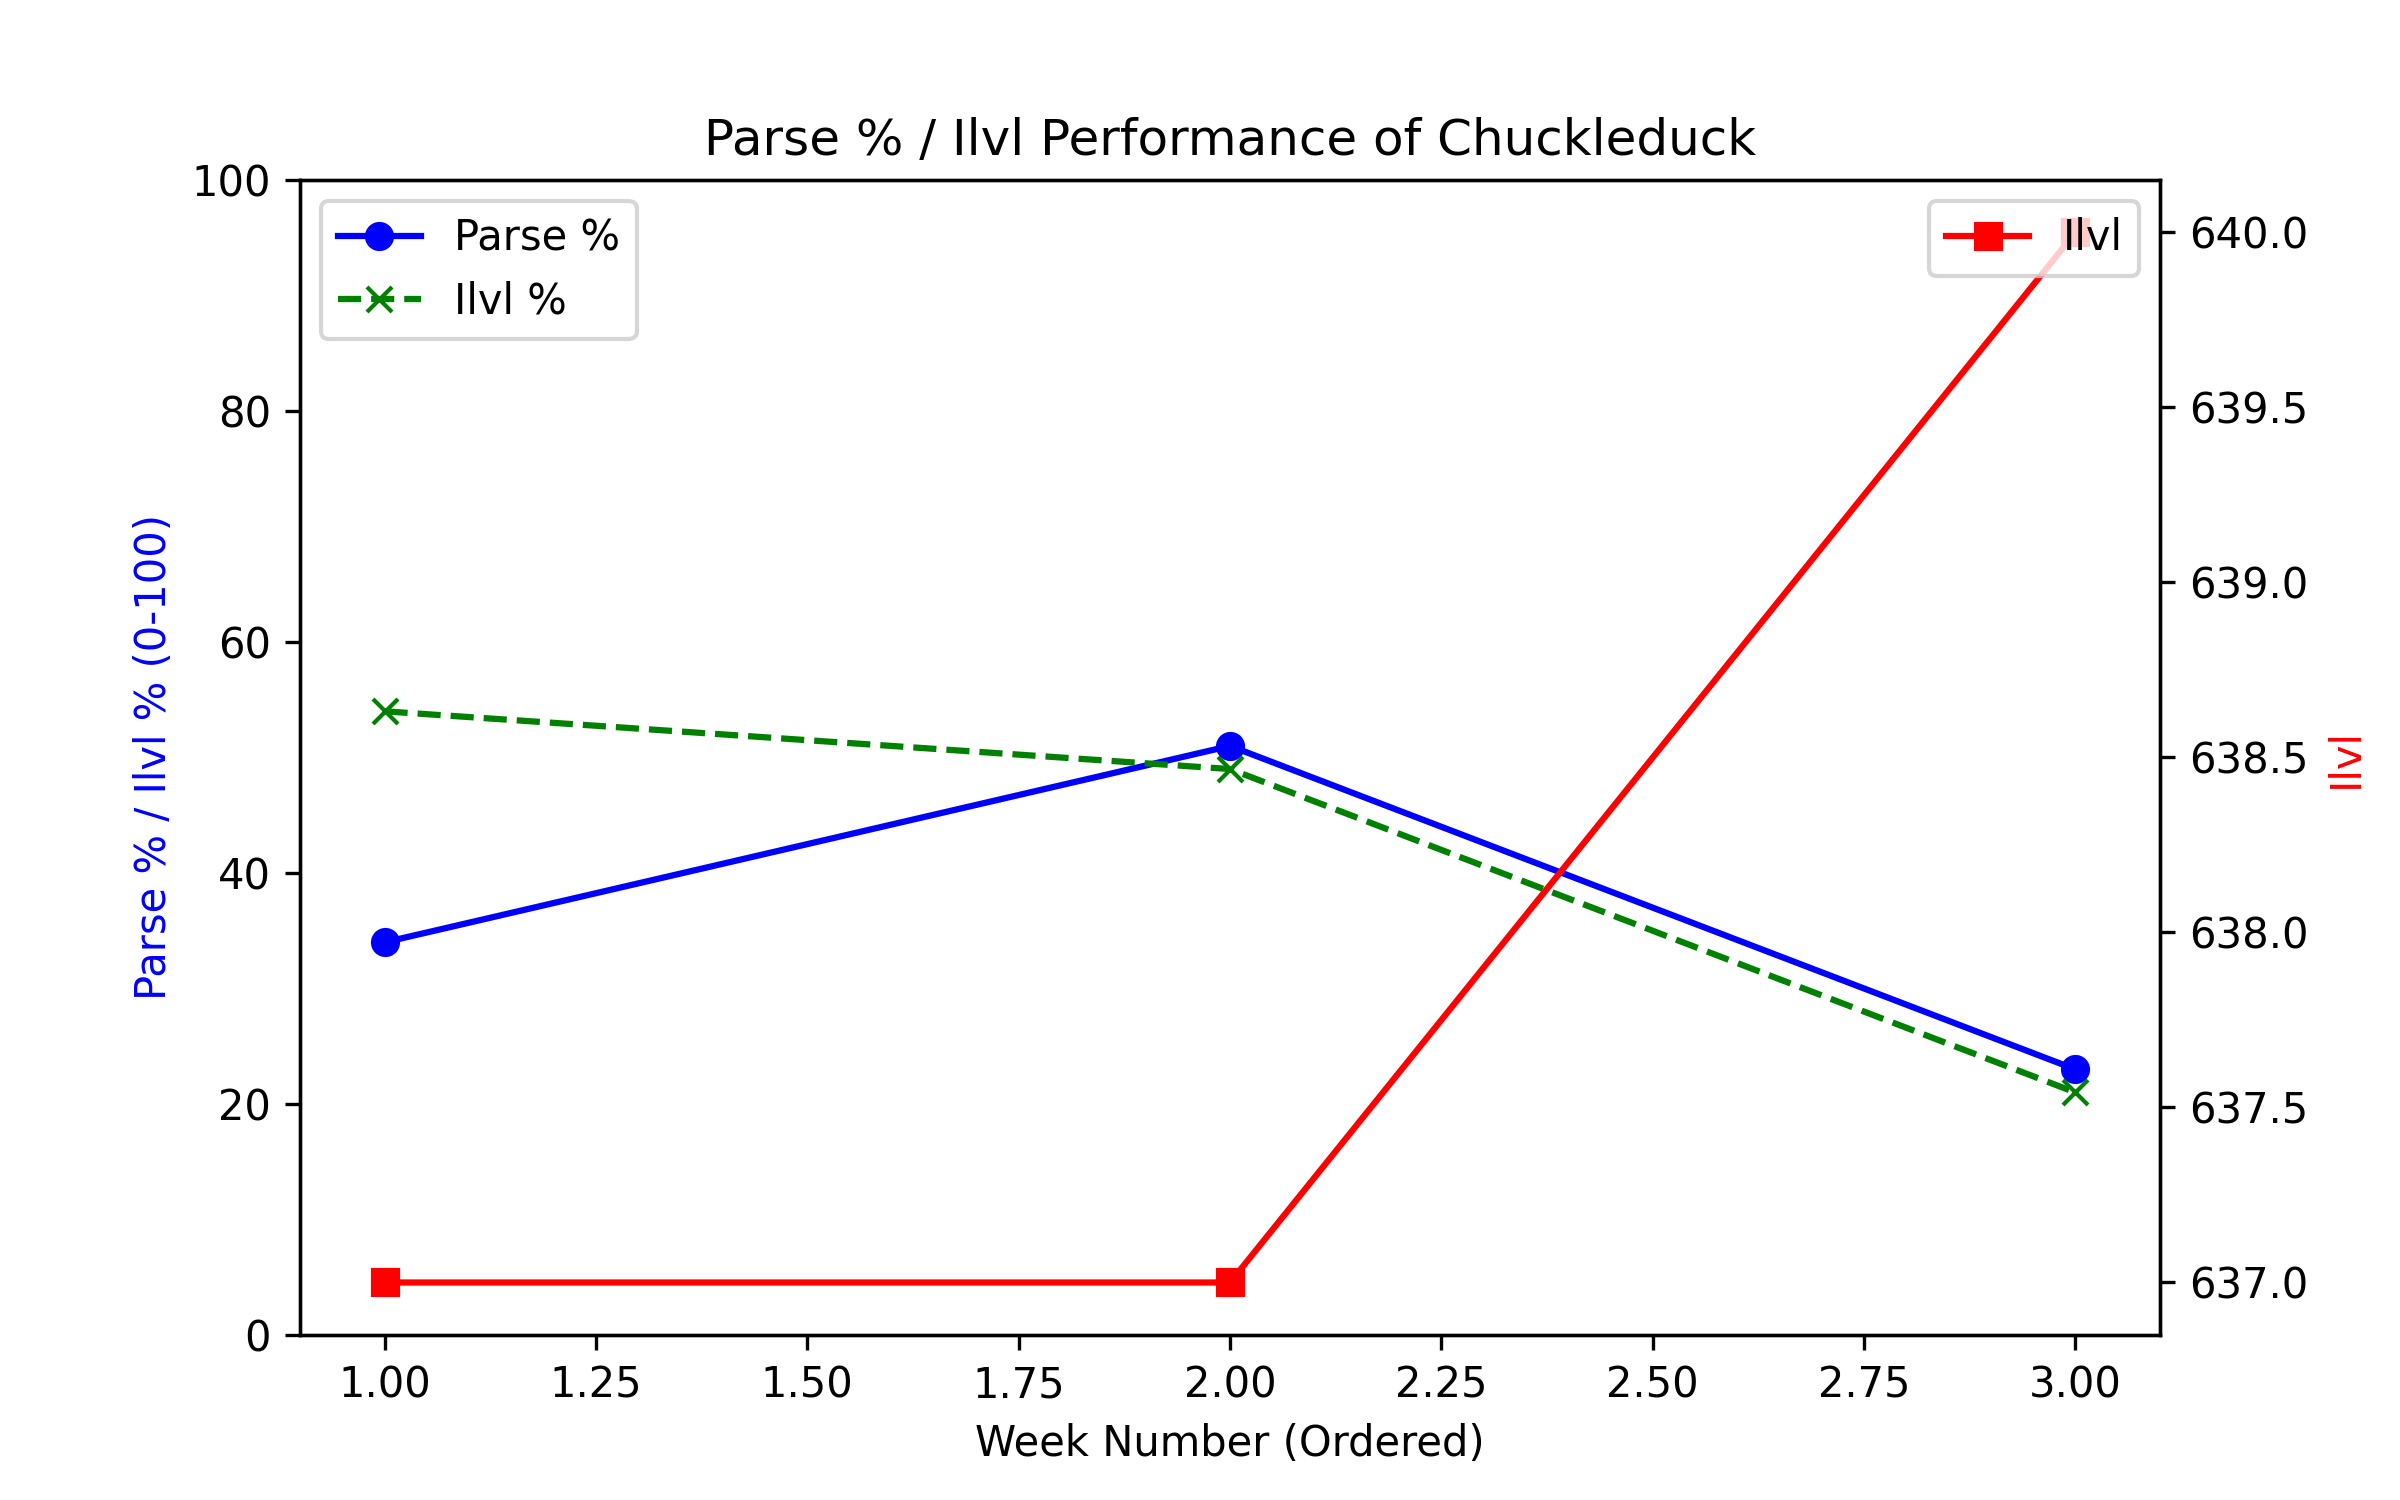 Parse % / Ilvl Performance of Chuckleduck
Parse %
Ilvl %
Ilvl
Parse % / Ilvl % (0-100)
100
80
60
40
20
0
640.0
639.5
639.0
638.5
638.0
637.5
637.0
Ilvl
1.00 1.25 1.50 1.75 2.00 2.25 2.50 2.75 3.00
Week Number (Ordered)